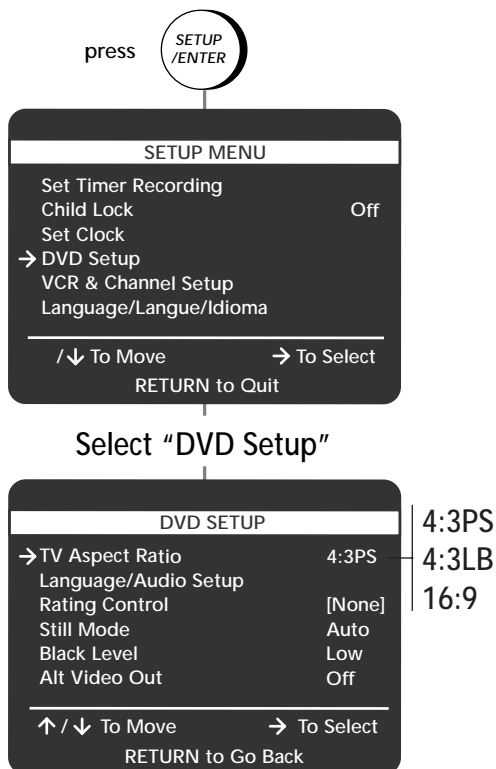 press
SETUP
/ENTER
SETUP MENU
Set Timer Recording
Child Lock Off
Set Clock
→ DVD Setup
VCR & Channel Setup
Language/Langue/Idioma
/↓ To Move → To Select
RETURN to Quit
Select "DVD Setup"
DVD SETUP
→ TV Aspect Ratio 4:3PS
Language/Audio Setup
Rating Control [None]
Still Mode Auto
Black Level Low
Alt Video Out Off
↑/↓ To Move → To Select
RETURN to Go Back
4:3PS
4:3LB
16:9